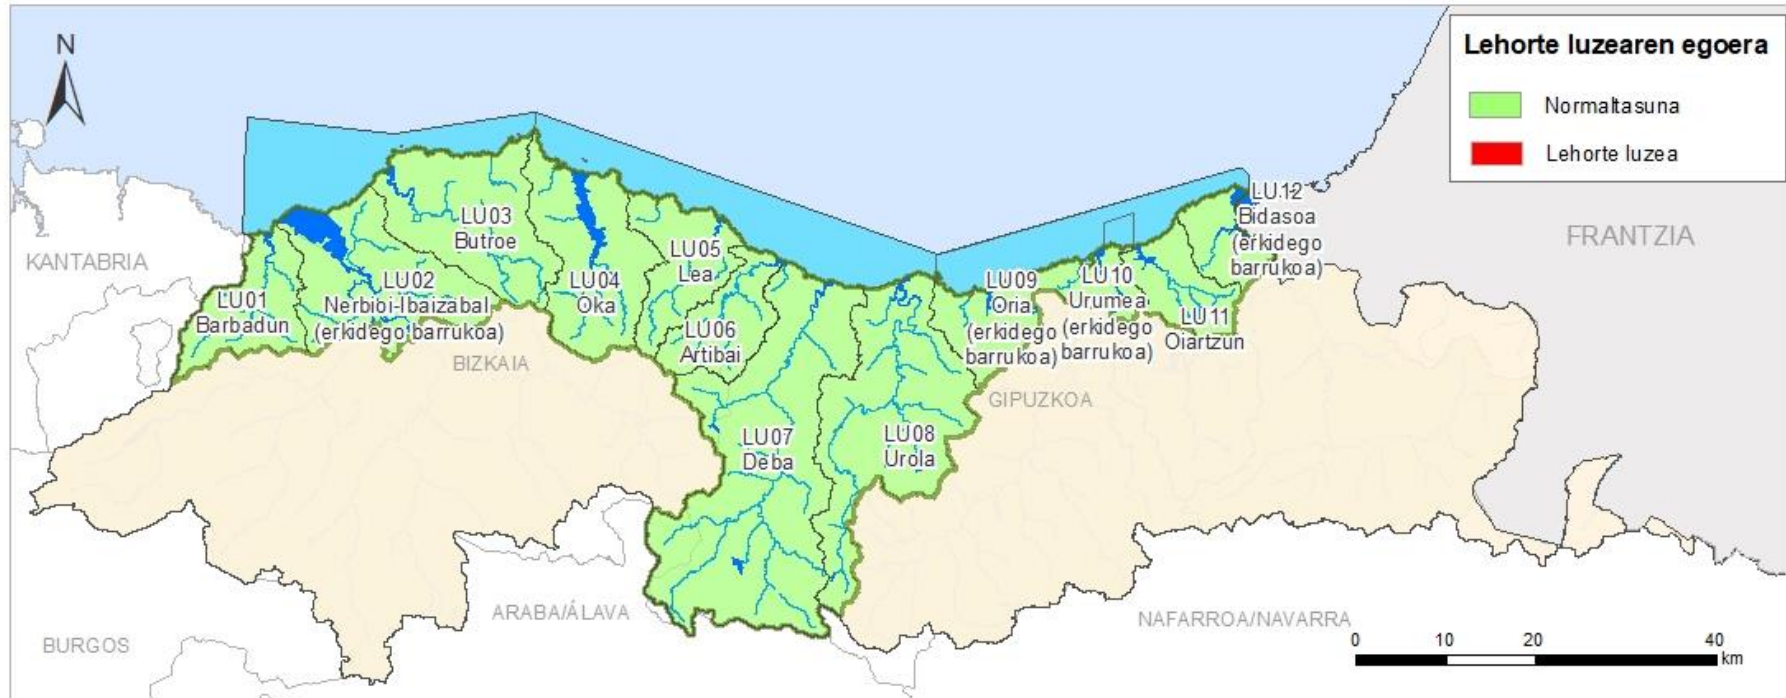 N
Lehorte luzearen egoera
Normaltasuna
Lehorte luzea
KANTABRIA
FRANTZIA
LU01
Barbadun
LU02
Nerbioi-Ibaizabal
(erkidego barrukoa)
LU03
Butroe
LU04
Oka
LU05
Lea
LU06
Artibai
LU07
Deba
LU08
Urola
LU09
Oria
(erkidego
barrukoa)
LU10
Urumea
(erkidego
barrukoa)
LU11
Oiartzun
LU12
Bidasoa
(erkidego
barrukoa)
BIZKAIA
GIPUZKOA
ARABA/ÁLAVA
BURGOS
NAFARROA/NAVARRA
0 10 20 40
km